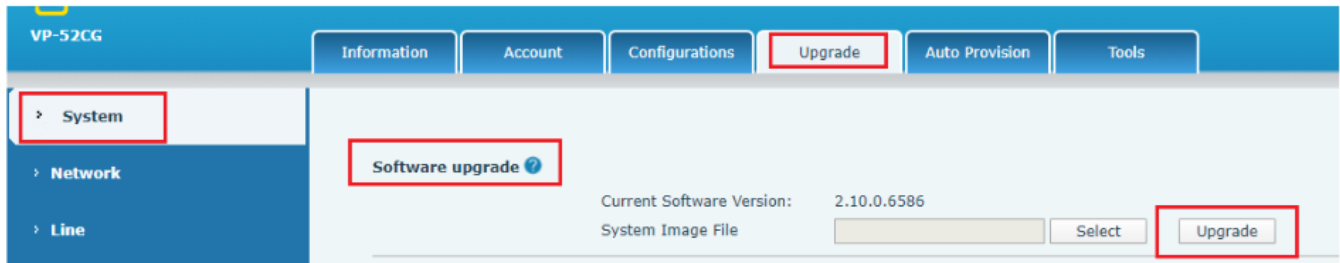 VP-52CG
Information Account Configurations Upgrade Auto Provision Tools
› System
› Network
› Line
Software upgrade ?
Current Software Version: 2.10.0.6586
System Image File Select Upgrade